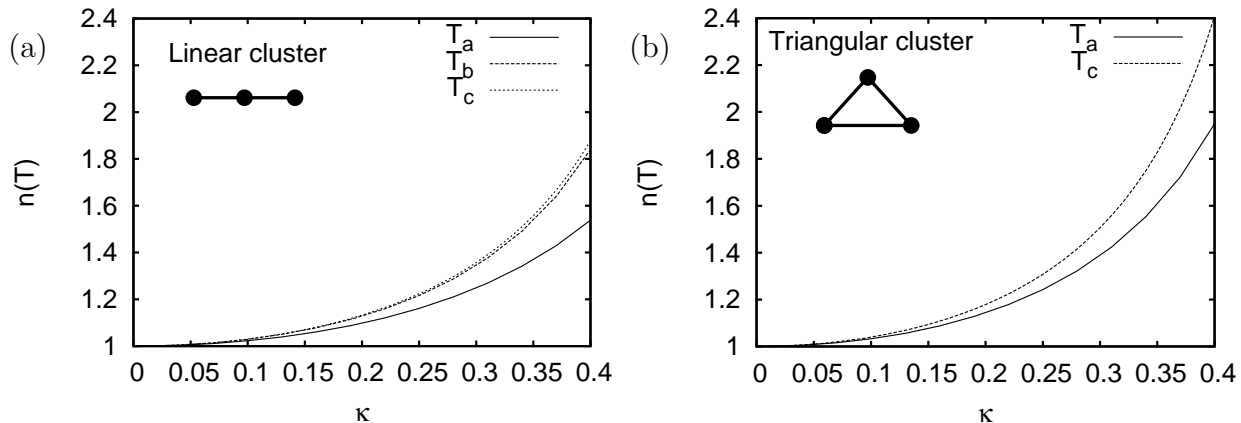 (a)
Linear cluster
T_a
T_b
T_c
2.4
2.2
2
1.8
1.6
1.4
1.2
1
n(T)
0 0.05 0.1 0.15 0.2 0.25 0.3 0.35 0.4
κ
(b)
Triangular cluster
T_a
T_c
2.4
2.2
2
1.8
1.6
1.4
1.2
1
n(T)
0 0.05 0.1 0.15 0.2 0.25 0.3 0.35 0.4
κ